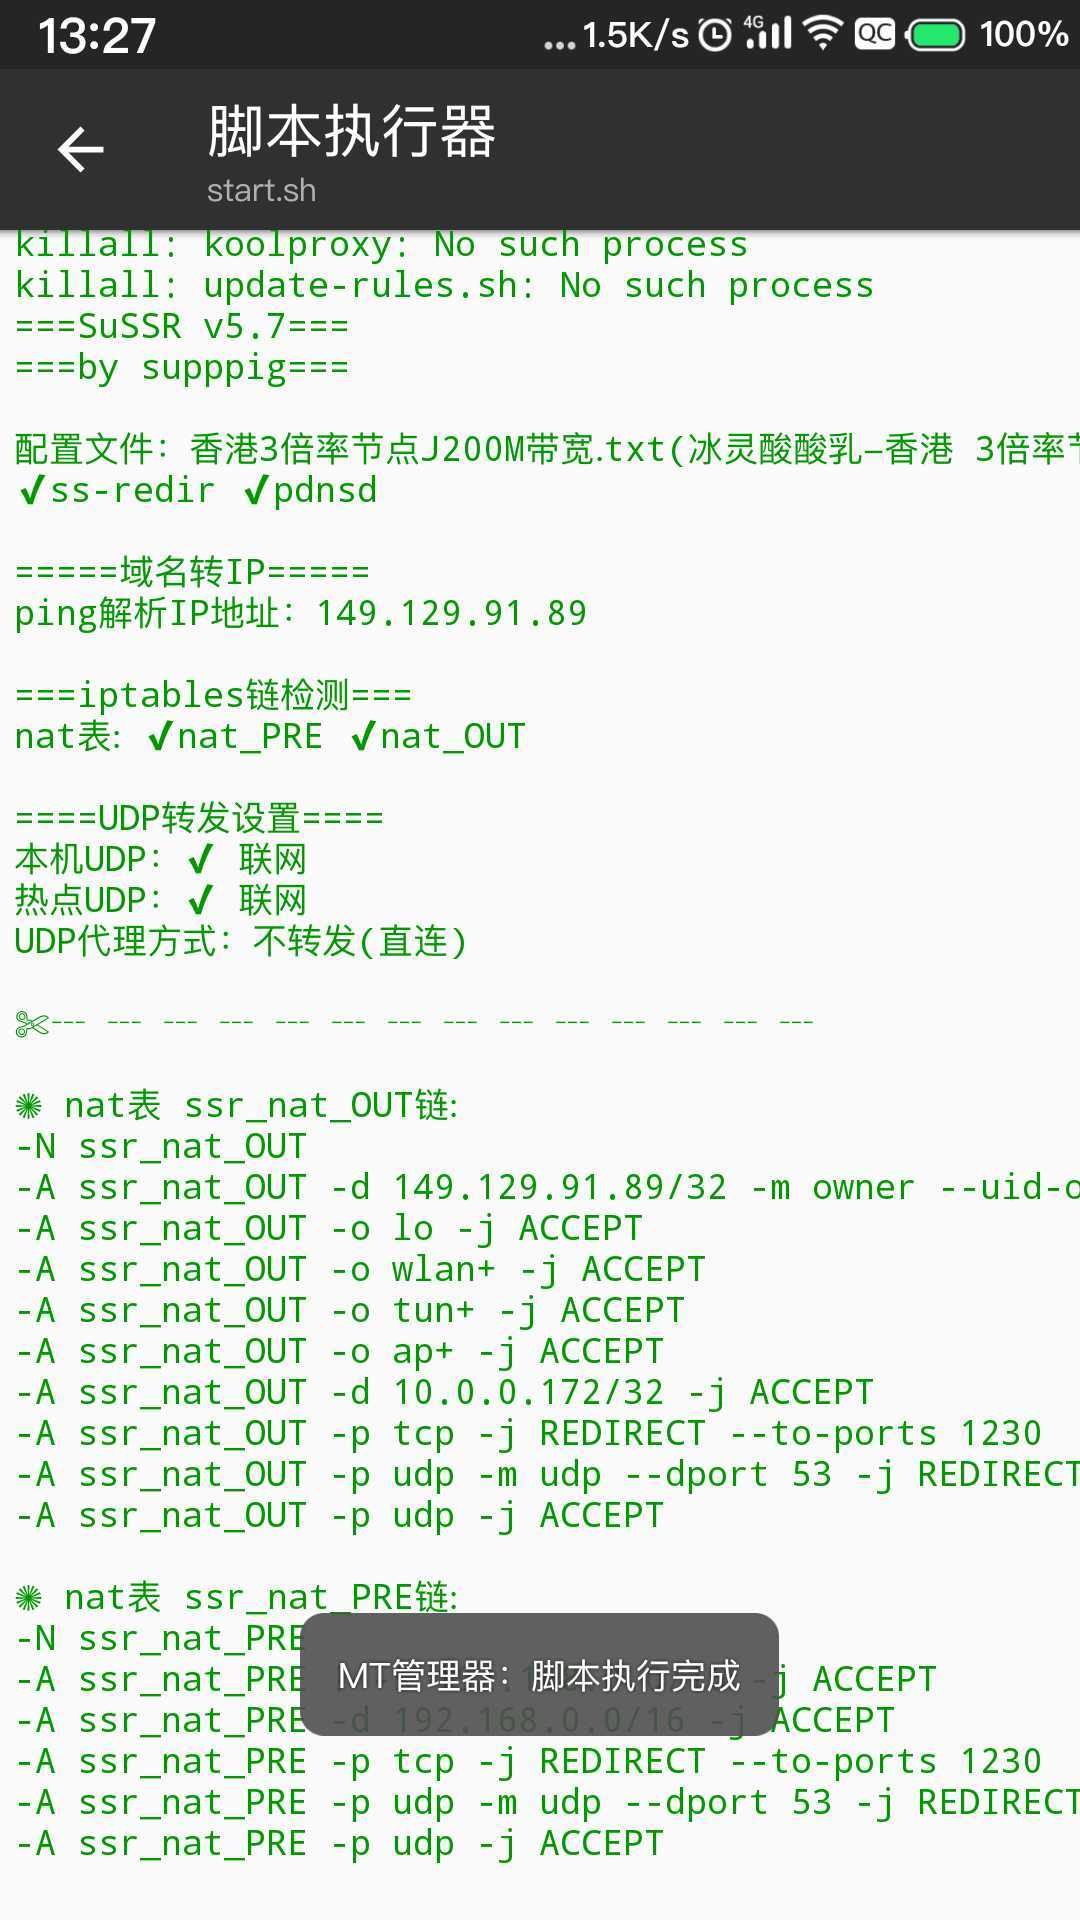 13:27
... 1.5K/s 4G QC 100%
脚本执行器
start.sh
killall: koolproxy: No such process
killall: update-rules.sh: No such process
===SuSSR v5.7===
===by supppig===
配置文件：香港3倍率节点J200M带宽.txt(冰灵酸酸乳—香港 3倍率节
✔ss-redir ✔pdnsd
=====域名转IP=====
ping解析IP地址：149.129.91.89
===iptables链检测===
nat表: ✔nat_PRE ✔nat_OUT
====UDP转发设置====
本机UDP：✔ 联网
热点UDP：✔ 联网
UDP代理方式：不转发(直连)
✄┄ ┄ ┄ ┄ ┄ ┄ ┄ ┄ ┄ ┄ ┄ ┄ ┄ ┄
✺ nat表 ssr_nat_OUT链:
-N ssr_nat_OUT
-A ssr_nat_OUT -d 149.129.91.89/32 -m owner --uid-o
-A ssr_nat_OUT -o lo -j ACCEPT
-A ssr_nat_OUT -o wlan+ -j ACCEPT
-A ssr_nat_OUT -o tun+ -j ACCEPT
-A ssr_nat_OUT -o ap+ -j ACCEPT
-A ssr_nat_OUT -d 10.0.0.172/32 -j ACCEPT
-A ssr_nat_OUT -p tcp -j REDIRECT --to-ports 1230
-A ssr_nat_OUT -p udp -m udp --dport 53 -j REDIRECT
-A ssr_nat_OUT -p udp -j ACCEPT
✺ nat表 ssr_nat_PRE链:
-N ssr_nat_PRE
MT管理器：脚本执行完成
-A ssr_nat_PRE -j ACCEPT
-A ssr_nat_PRE -d 192.168.0.0/16 -j ACCEPT
-A ssr_nat_PRE -p tcp -j REDIRECT --to-ports 1230
-A ssr_nat_PRE -p udp -m udp --dport 53 -j REDIRECT
-A ssr_nat_PRE -p udp -j ACCEPT